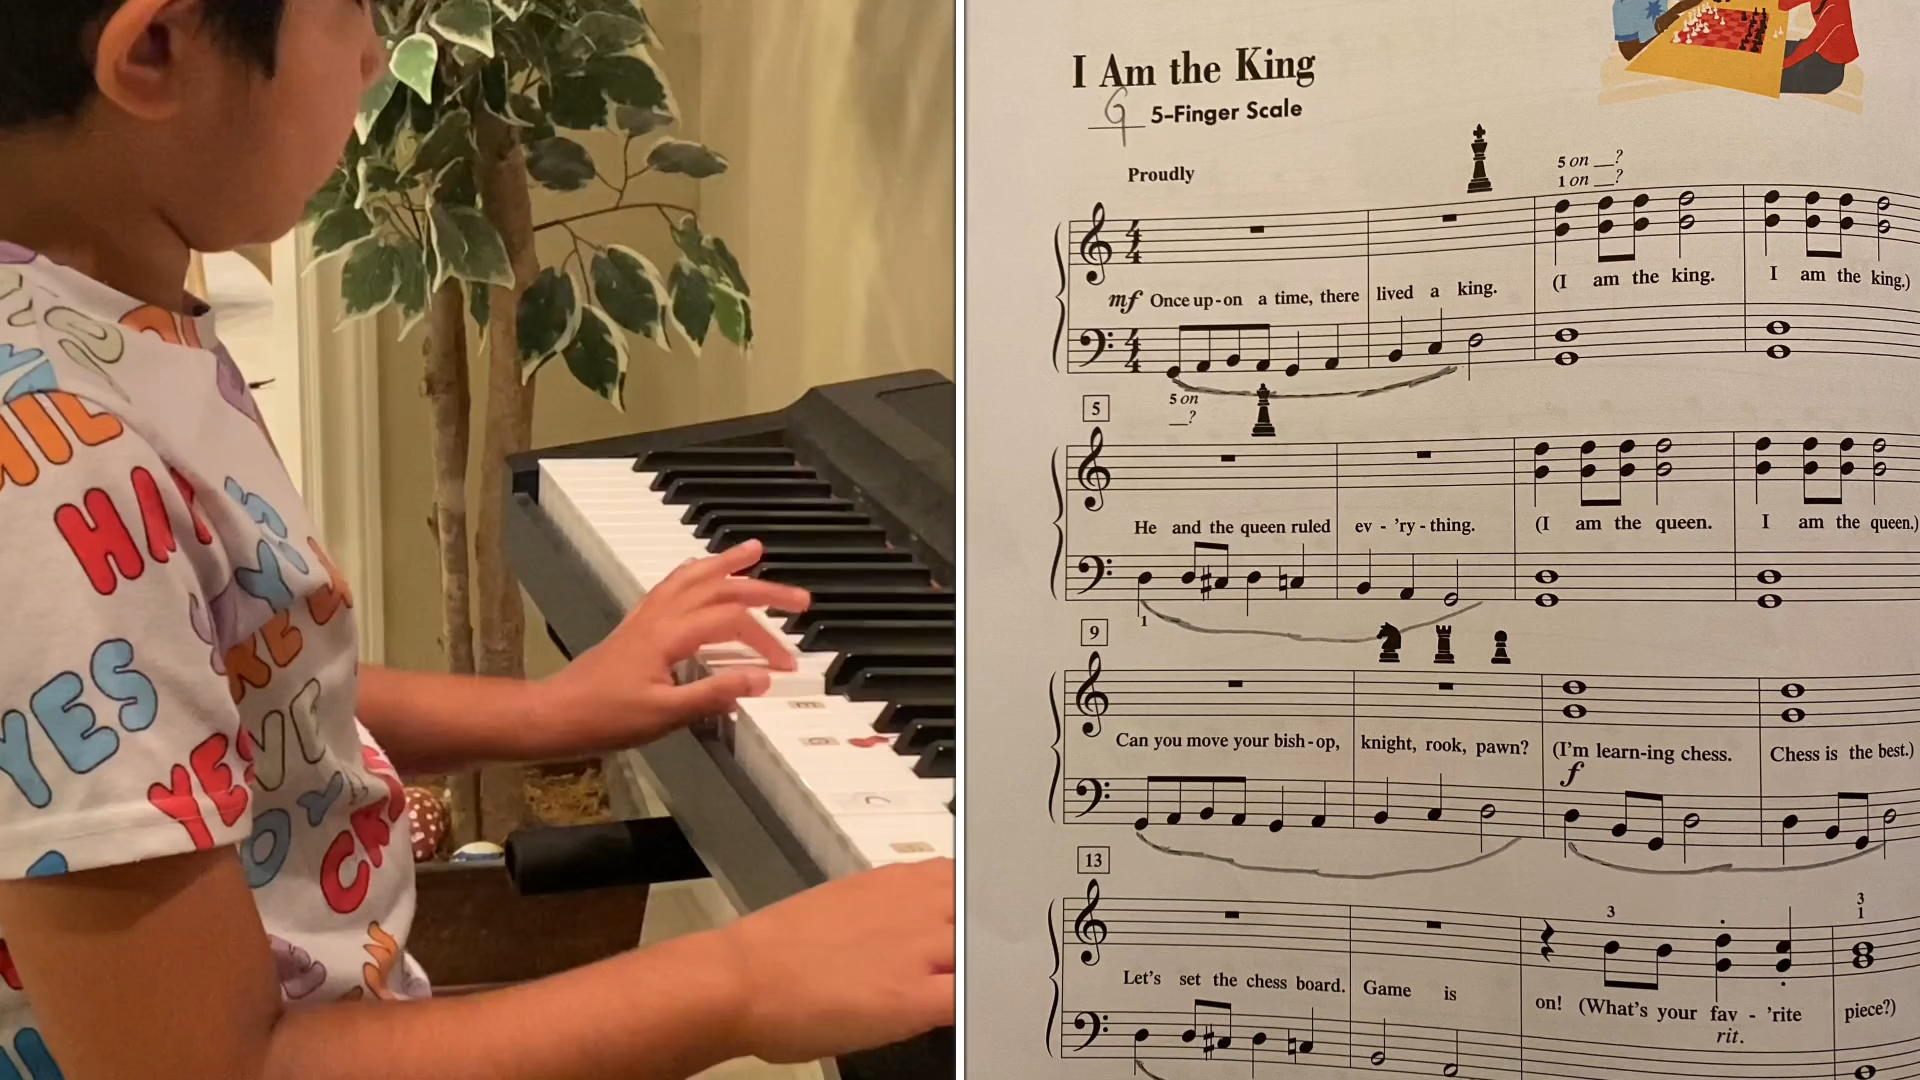 YES
YES
I Am the King
G 5-Finger Scale
Proudly
5 on __?
1 on __?
mf Once up-on a time, there lived a king. (I am the king. I am the king.)
5 on
__?
5
He and the queen ruled ev - 'ry - thing. (I am the queen. I am the queen.)
1
9
Can you move your bish-op, knight, rook, pawn? (I'm learn-ing chess. Chess is the best.)
f
13
3
3
1
Let's set the chess board. Game is on! (What's your fav - 'rite piece?)
rit.